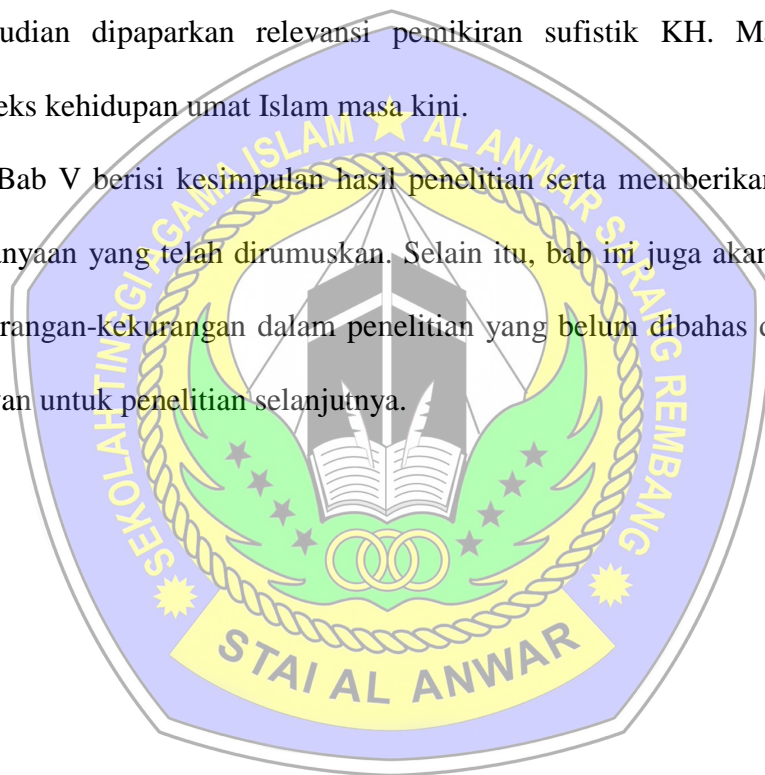 udian dipaparkan relevansi pemikiran sufistik KH. Ma
eks kehidupan umat Islam masa kini.
Bab V berisi kesimpulan hasil penelitian serta memberikan
anyaan yang telah dirumuskan. Selain itu, bab ini juga akan
rangan-kekurangan dalam penelitian yang belum dibahas d
an untuk penelitian selanjutnya.
SEKOLAH TINGGI AGAMA ISLAM AL ANWAR SARANG REMBANG
STAI AL ANWAR